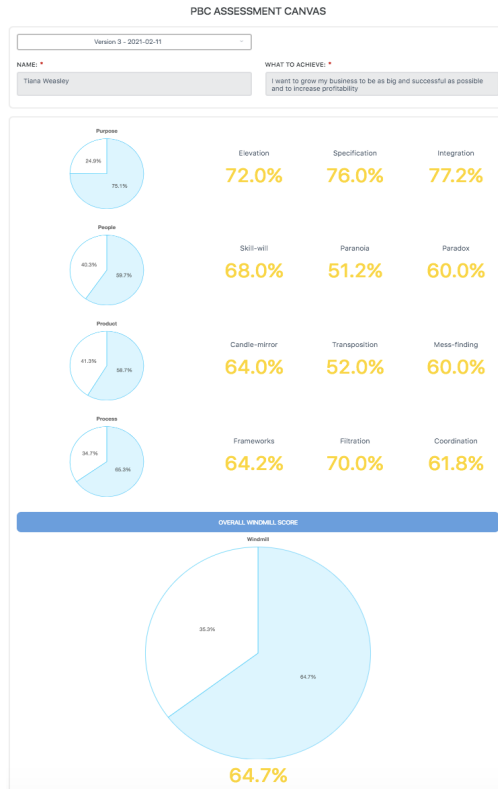 PBC ASSESSMENT CANVAS
Version 3 - 2021-02-11
NAME: *
WHAT TO ACHIEVE: *
Tiana Weasley
I want to grow my business to be as big and successful as possible
and to increase profitability
Purpose
24.9%
75.1%
Elevation
Specification
Integration
72.0%
76.0%
77.2%
People
40.3%
59.7%
Skill-will
Paranoia
Paradox
68.0%
51.2%
60.0%
Product
41.3%
58.7%
Candle-mirror
Transposition
Mess-finding
64.0%
52.0%
60.0%
Process
34.7%
65.3%
Frameworks
Filtration
Coordination
64.2%
70.0%
61.8%
OVERALL WINDMILL SCORE
Windmill
35.3%
64.7%
64.7%